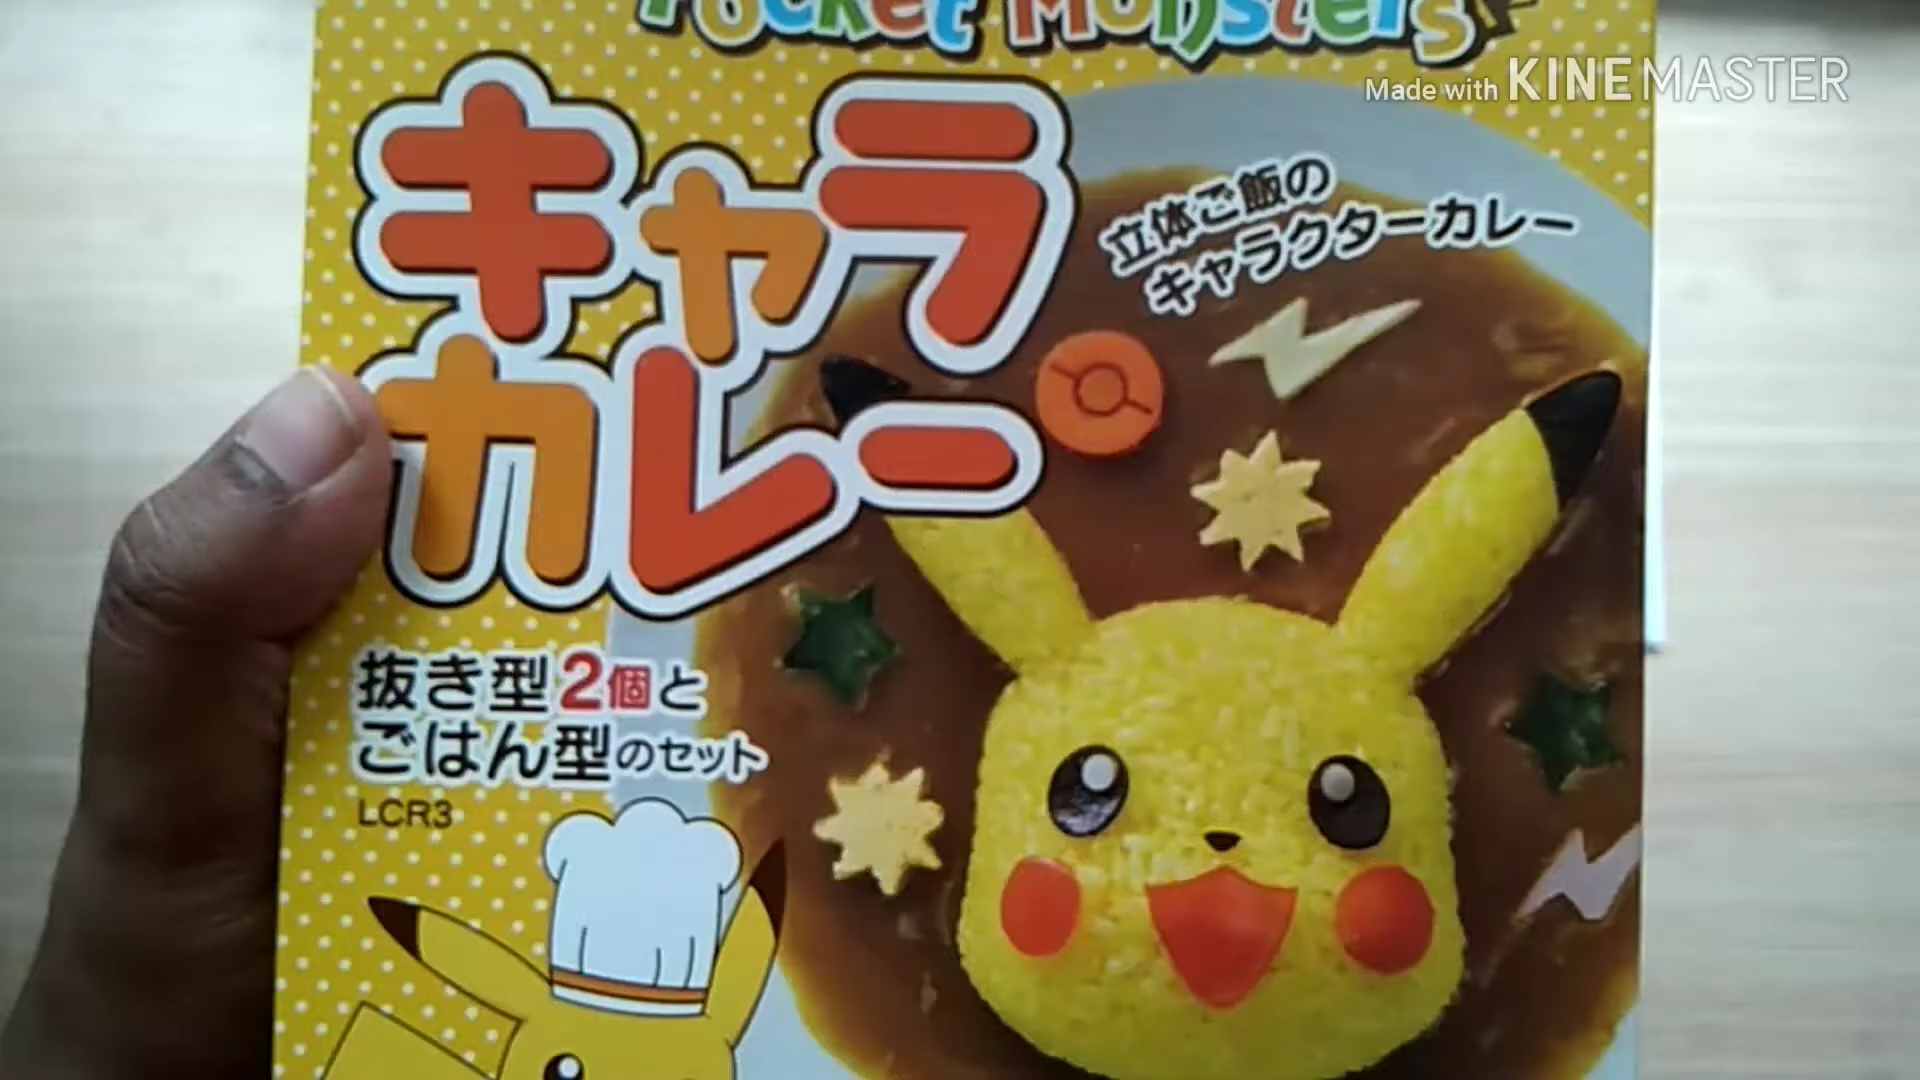 Pocket Monsters
Made with KINEMASTER
キャラ
カレー
立体ご飯の
キャラクターカレー
抜き型2個と
ごはん型のセット
LCR3